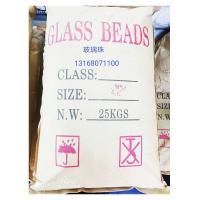 GLASS BEADS
玻璃珠
13168071100
CLASS:
SIZE:
N.W: 25KGS